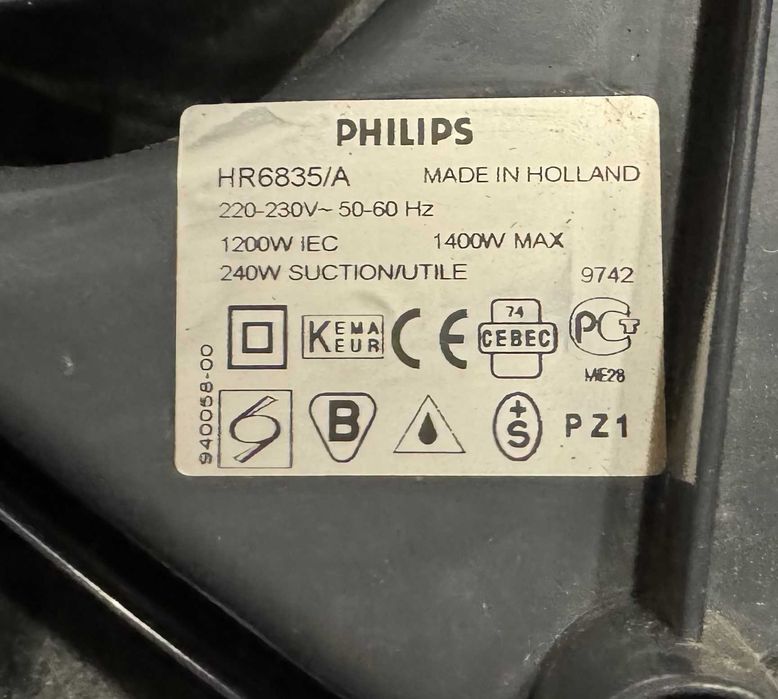 PHILIPS
HR6835/A MADE IN HOLLAND
220-230V~ 50-60 Hz
1200W IEC 1400W MAX
240W SUCTION/UTILE 9742
KEMA KEUR CE 74 CEBEC PCT
ME28
B +S PZ1
940058-00